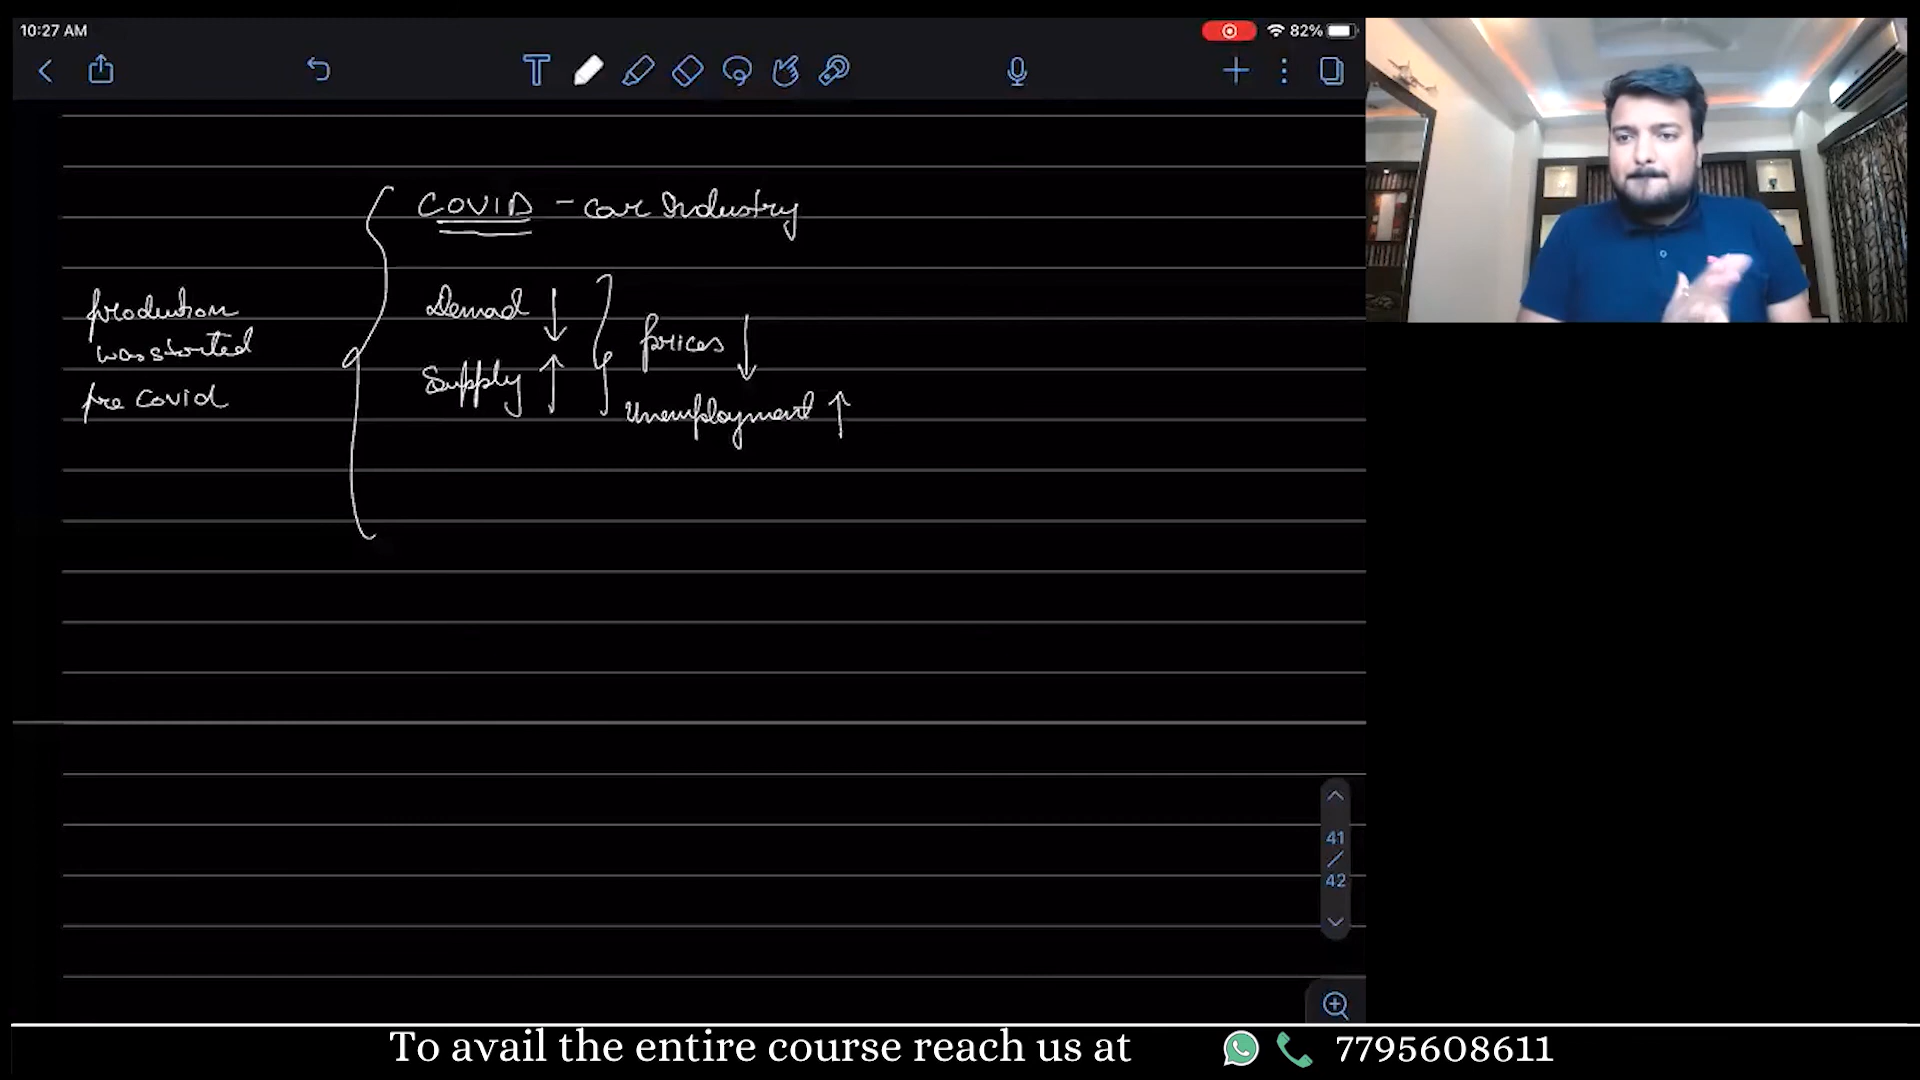 10:27 AM
82%
T
COVID - car Industry
Demad ↓
Supply ↑
prices ↓
Unemployment ↑
production
was started
pre covid
41
/
42
To avail the entire course reach us at 7795608611